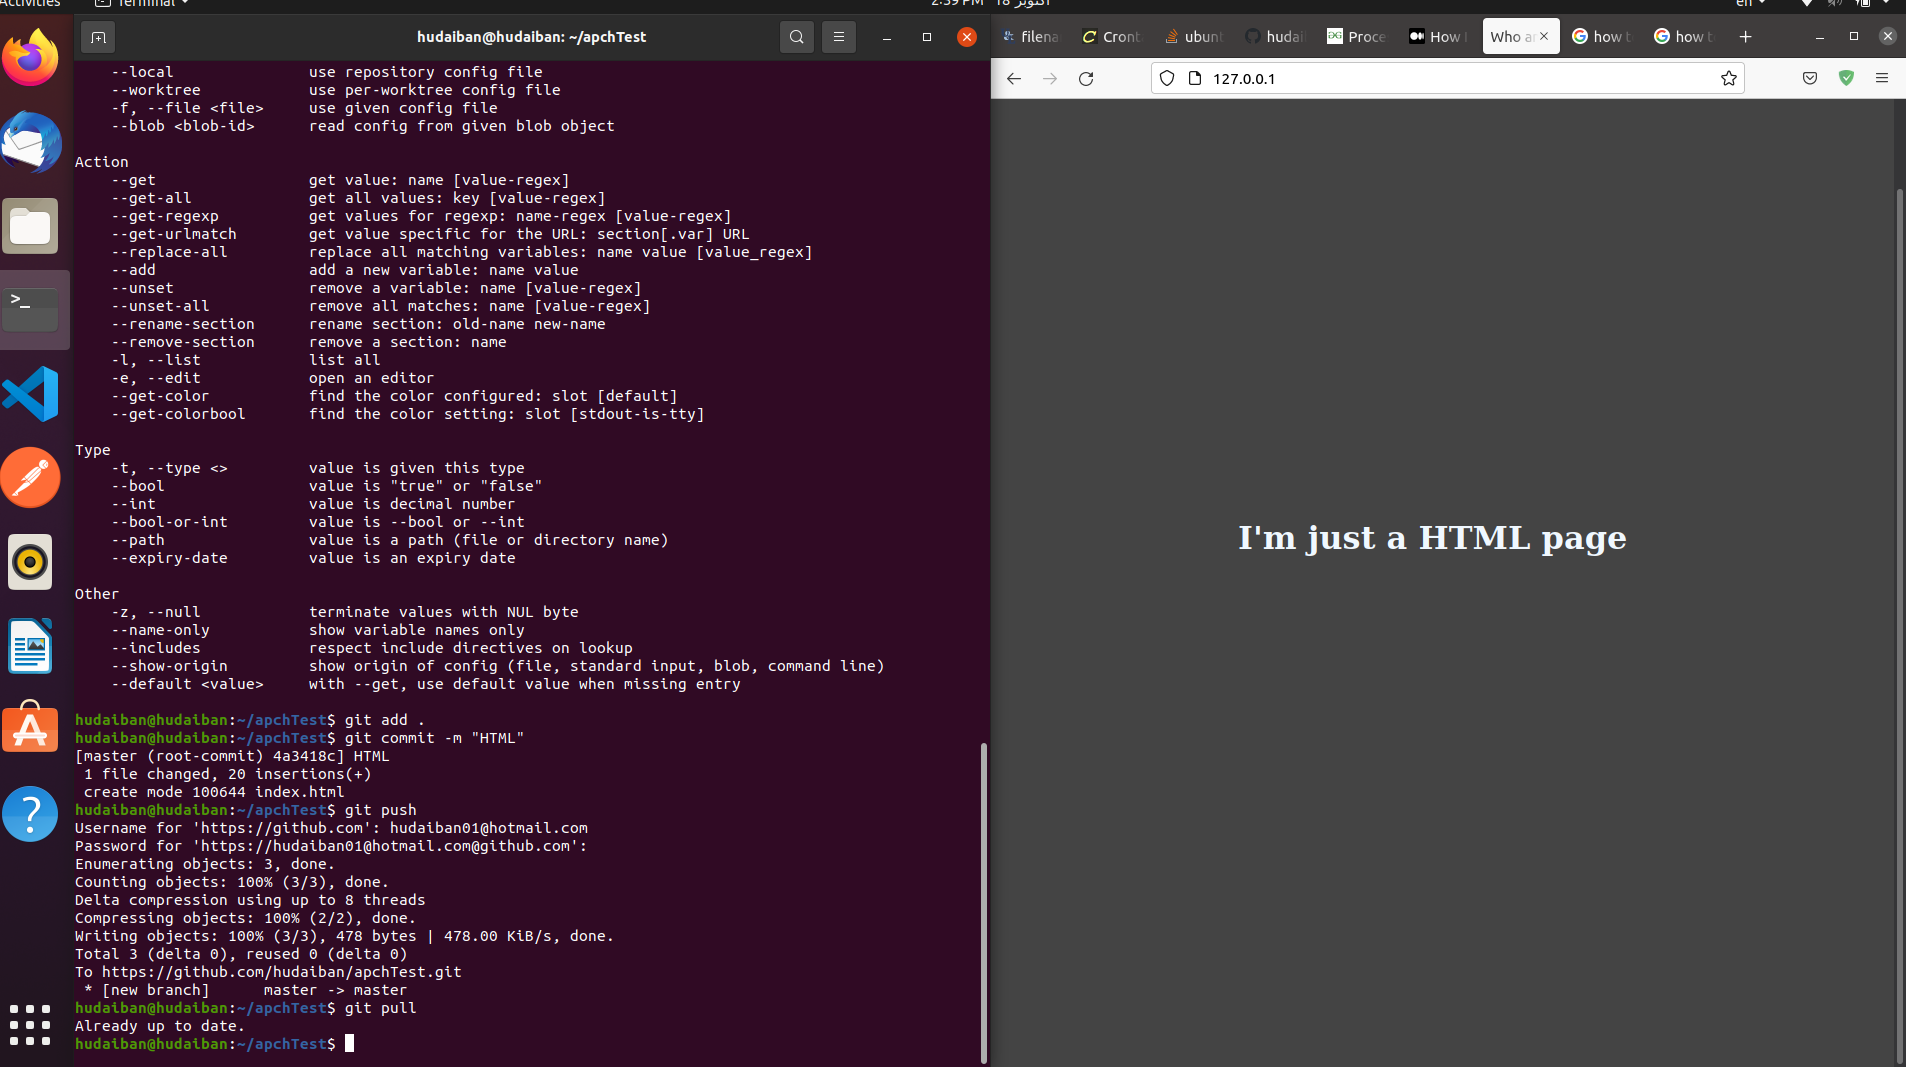 Activities Terminal 2:39 PM 18 أكتوبر en
hudaiban@hudaiban: ~/apchTest
--local use repository config file
--worktree use per-worktree config file
-f, --file <file> use given config file
--blob <blob-id> read config from given blob object
Action
--get get value: name [value-regex]
--get-all get all values: key [value-regex]
--get-regexp get values for regexp: name-regex [value-regex]
--get-urlmatch get value specific for the URL: section[.var] URL
--replace-all replace all matching variables: name value [value_regex]
--add add a new variable: name value
--unset remove a variable: name [value-regex]
--unset-all remove all matches: name [value-regex]
--rename-section rename section: old-name new-name
--remove-section remove a section: name
-l, --list list all
-e, --edit open an editor
--get-color find the color configured: slot [default]
--get-colorbool find the color setting: slot [stdout-is-tty]
Type
-t, --type <> value is given this type
--bool value is "true" or "false"
--int value is decimal number
--bool-or-int value is --bool or --int
--path value is a path (file or directory name)
--expiry-date value is an expiry date
Other
-z, --null terminate values with NUL byte
--name-only show variable names only
--includes respect include directives on lookup
--show-origin show origin of config (file, standard input, blob, command line)
--default <value> with --get, use default value when missing entry
hudaiban@hudaiban:~/apchTest$ git add .
hudaiban@hudaiban:~/apchTest$ git commit -m "HTML"
[master (root-commit) 4a3418c] HTML
1 file changed, 20 insertions(+)
create mode 100644 index.html
hudaiban@hudaiban:~/apchTest$ git push
Username for 'https://github.com': hudaiban01@hotmail.com
Password for 'https://hudaiban01@hotmail.com@github.com':
Enumerating objects: 3, done.
Counting objects: 100% (3/3), done.
Delta compression using up to 8 threads
Compressing objects: 100% (2/2), done.
Writing objects: 100% (3/3), 478 bytes | 478.00 KiB/s, done.
Total 3 (delta 0), reused 0 (delta 0)
To https://github.com/hudaiban/apchTest.git
* [new branch] master -> master
hudaiban@hudaiban:~/apchTest$ git pull
Already up to date.
hudaiban@hudaiban:~/apchTest$
filena Cront ubunt hudai Proce How Who ar how t how t
127.0.0.1
I'm just a HTML page